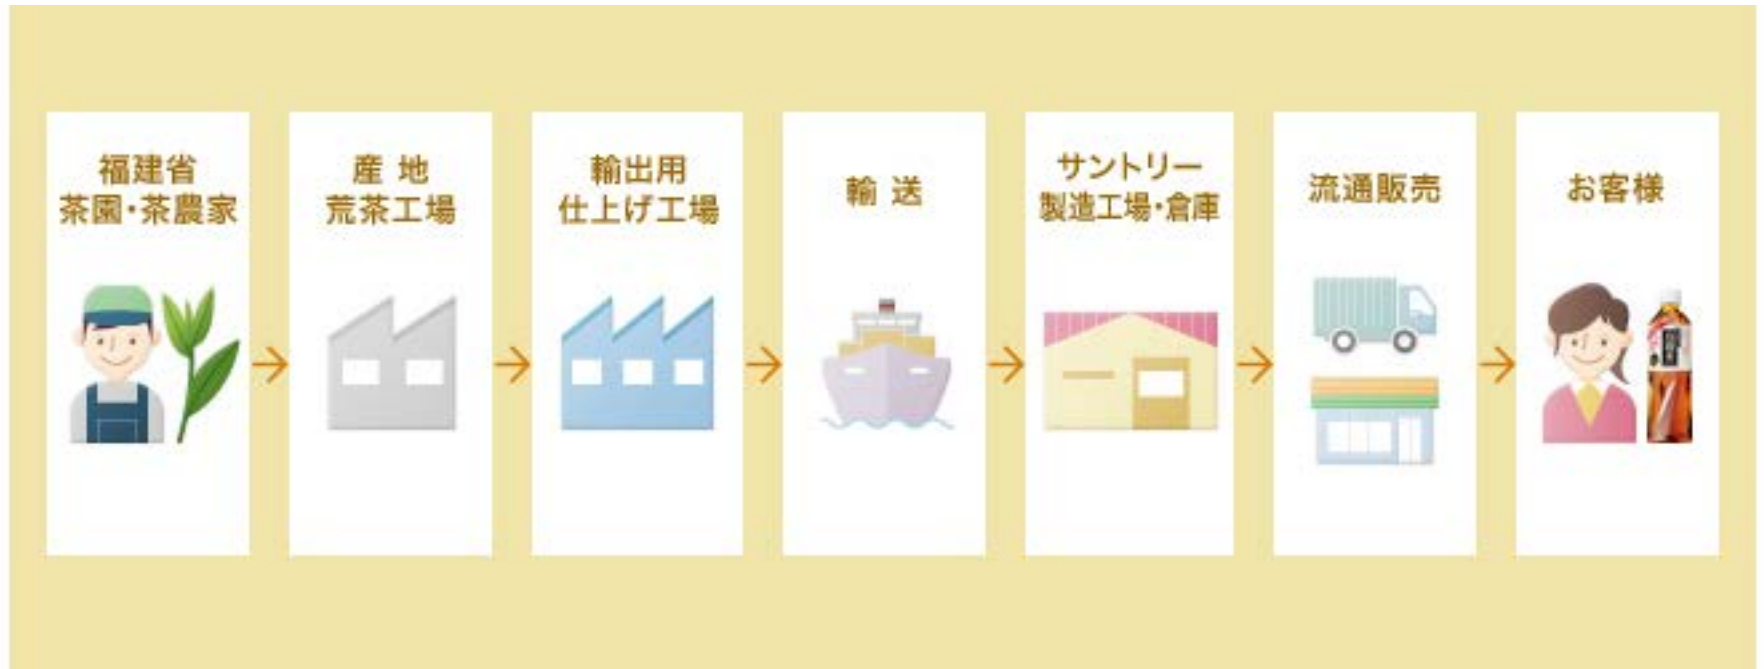 福建省
茶園・茶農家
産 地
荒茶工場
輸出用
仕上げ工場
輸 送
サントリー
製造工場・倉庫
流通販売
お客様